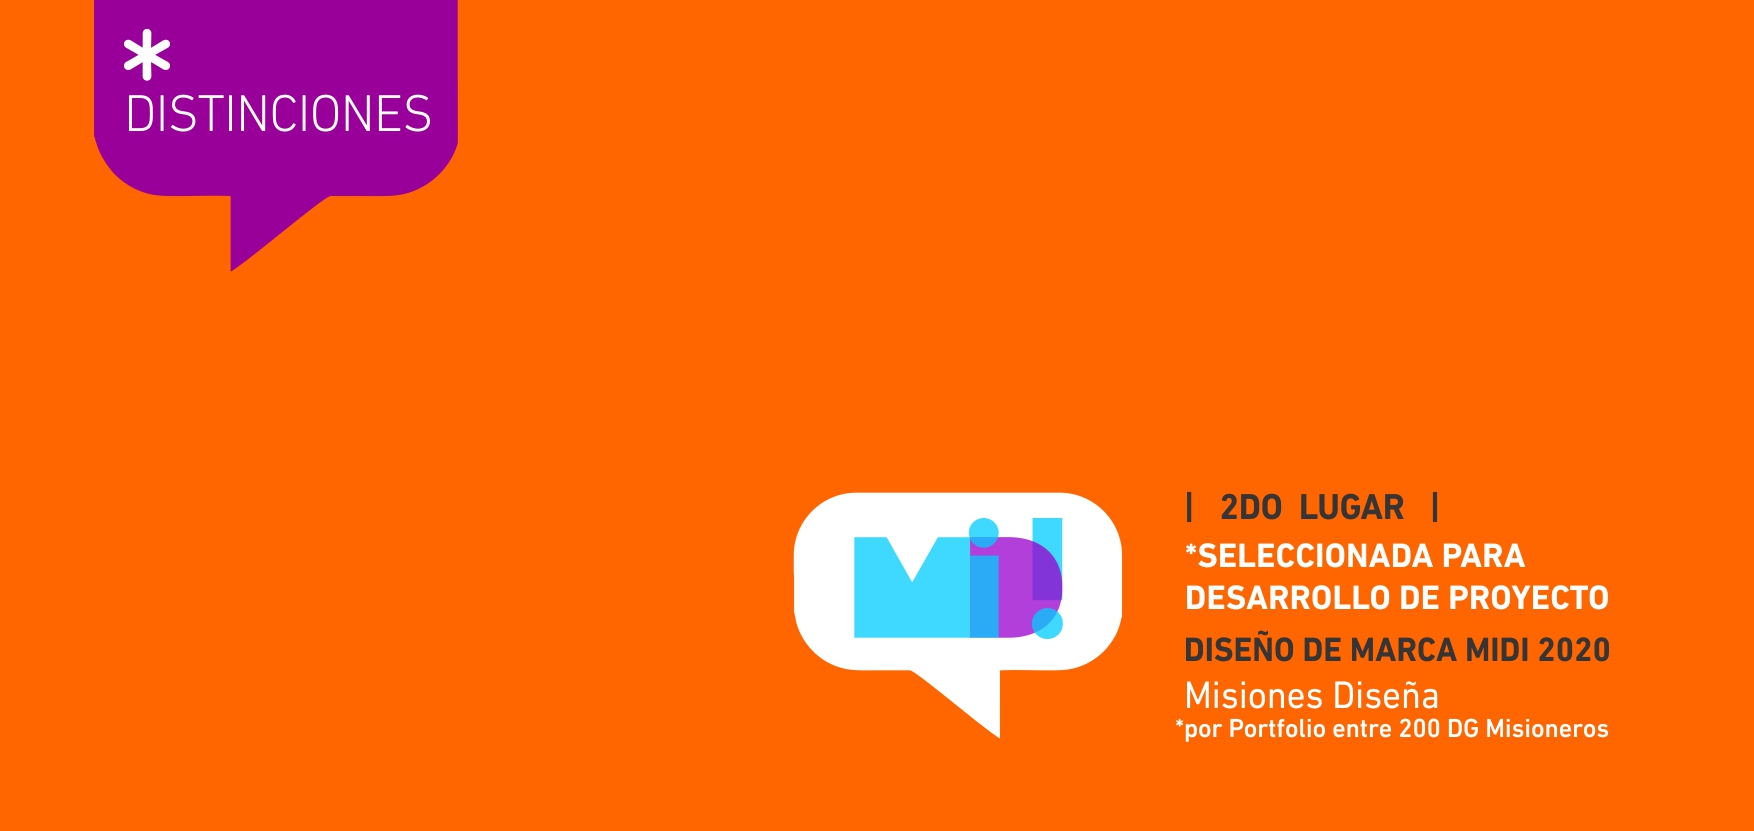 *
DISTINCIONES
MiD!
| 2DO LUGAR |
*SELECCIONADA PARA
DESARROLLO DE PROYECTO
DISEÑO DE MARCA MIDI 2020
Misiones Diseña
*por Portfolio entre 200 DG Misioneros